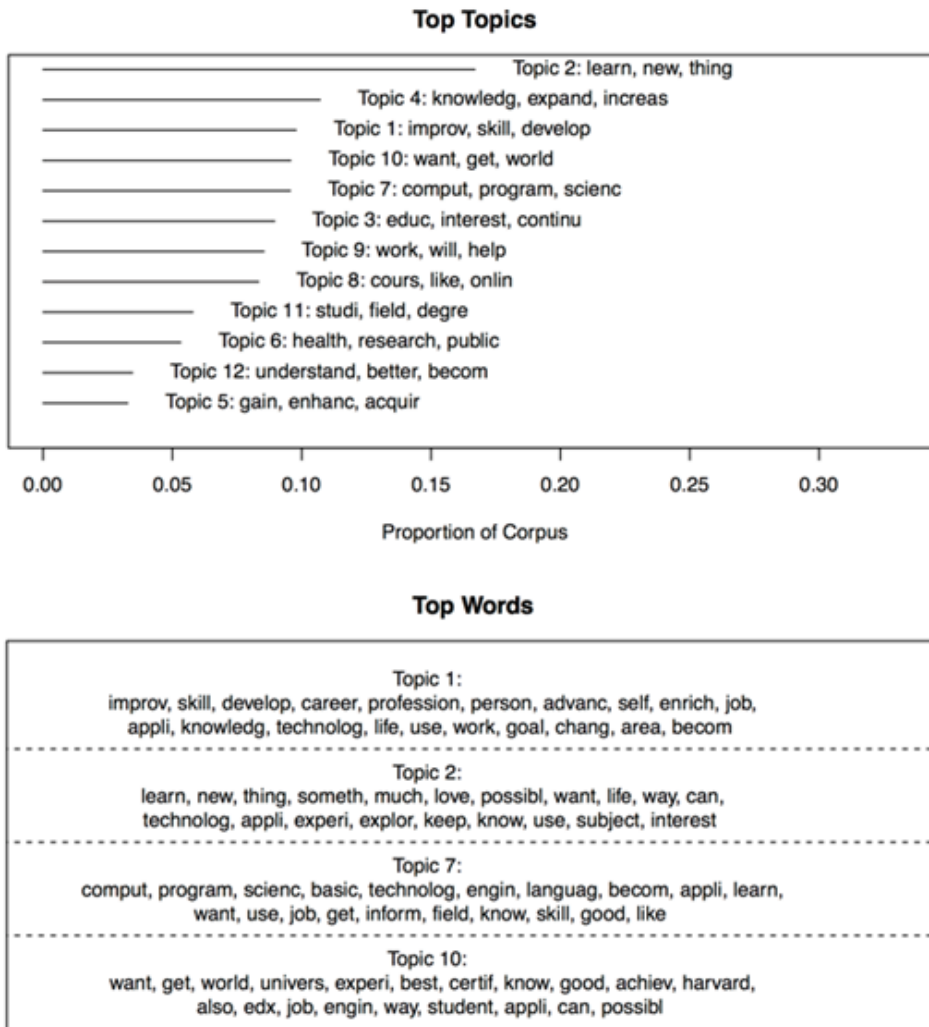 Top Topics
Topic 2: learn, new, thing
Topic 4: knowledg, expand, increas
Topic 1: improv, skill, develop
Topic 10: want, get, world
Topic 7: comput, program, scienc
Topic 3: educ, interest, continu
Topic 9: work, will, help
Topic 8: cours, like, onlin
Topic 11: studi, field, degre
Topic 6: health, research, public
Topic 12: understand, better, becom
Topic 5: gain, enhanc, acquir
0.00 0.05 0.10 0.15 0.20 0.25 0.30
Proportion of Corpus
Top Words
Topic 1:
improv, skill, develop, career, profession, person, advanc, self, enrich, job,
appli, knowledg, technolog, life, use, work, goal, chang, area, becom
Topic 2:
learn, new, thing, someth, much, love, possibl, want, life, way, can,
technolog, appli, experi, explor, keep, know, use, subject, interest
Topic 7:
comput, program, scienc, basic, technolog, engin, languag, becom, appli, learn,
want, use, job, get, inform, field, know, skill, good, like
Topic 10:
want, get, world, univers, experi, best, certif, know, good, achiev, harvard,
also, edx, job, engin, way, student, appli, can, possibl